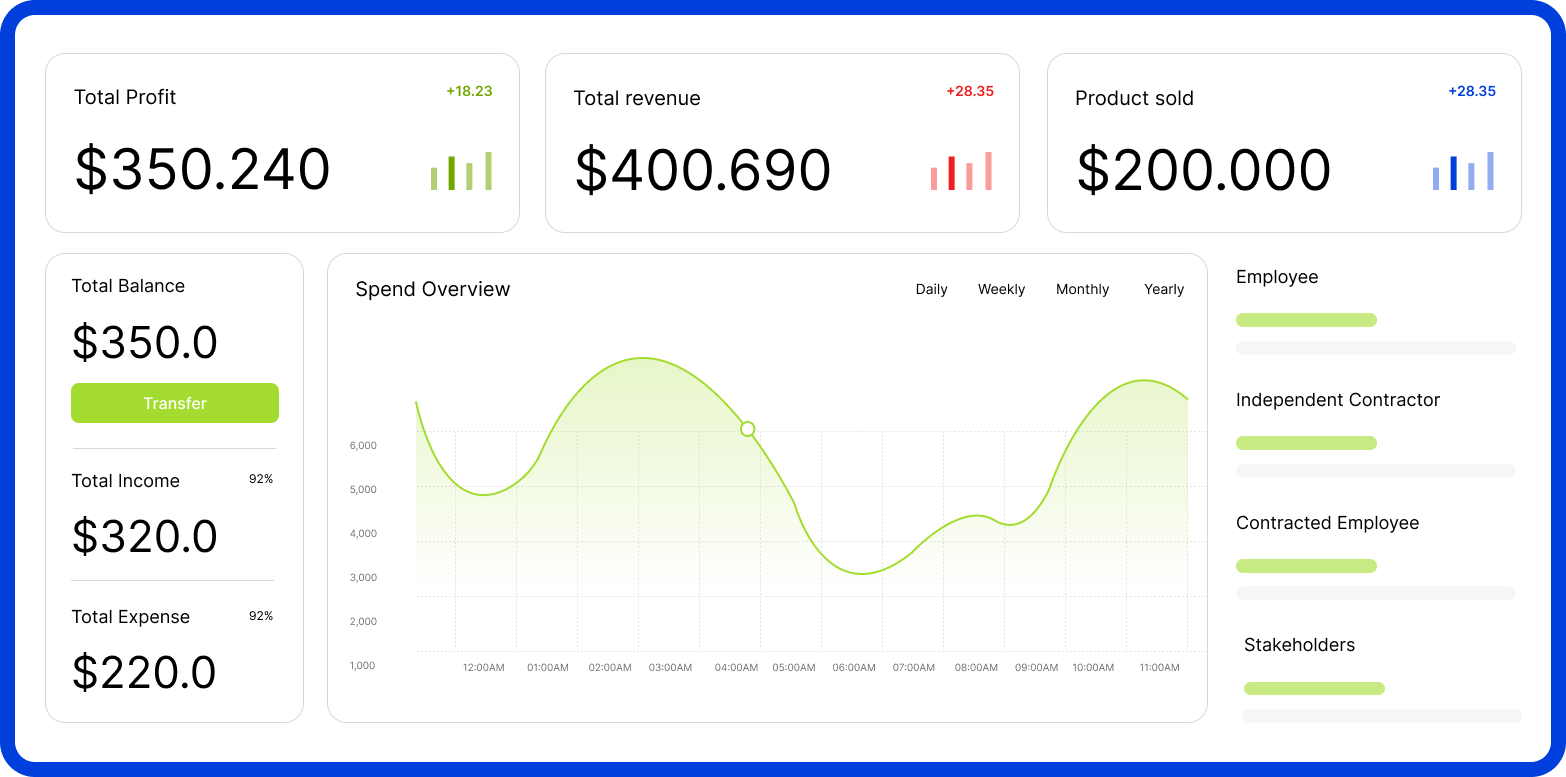 Total Profit
+18.23
$350.240
Total revenue
+28.35
$400.690
Product sold
+28.35
$200.000
Total Balance
$350.0
Transfer
Total Income
92%
$320.0
Total Expense
92%
$220.0
Spend Overview
Daily
Weekly
Monthly
Yearly
6,000
5,000
4,000
3,000
2,000
1,000
12:00AM
01:00AM
02:00AM
03:00AM
04:00AM
05:00AM
06:00AM
07:00AM
08:00AM
09:00AM
10:00AM
11:00AM
Employee
Independent Contractor
Contracted Employee
Stakeholders